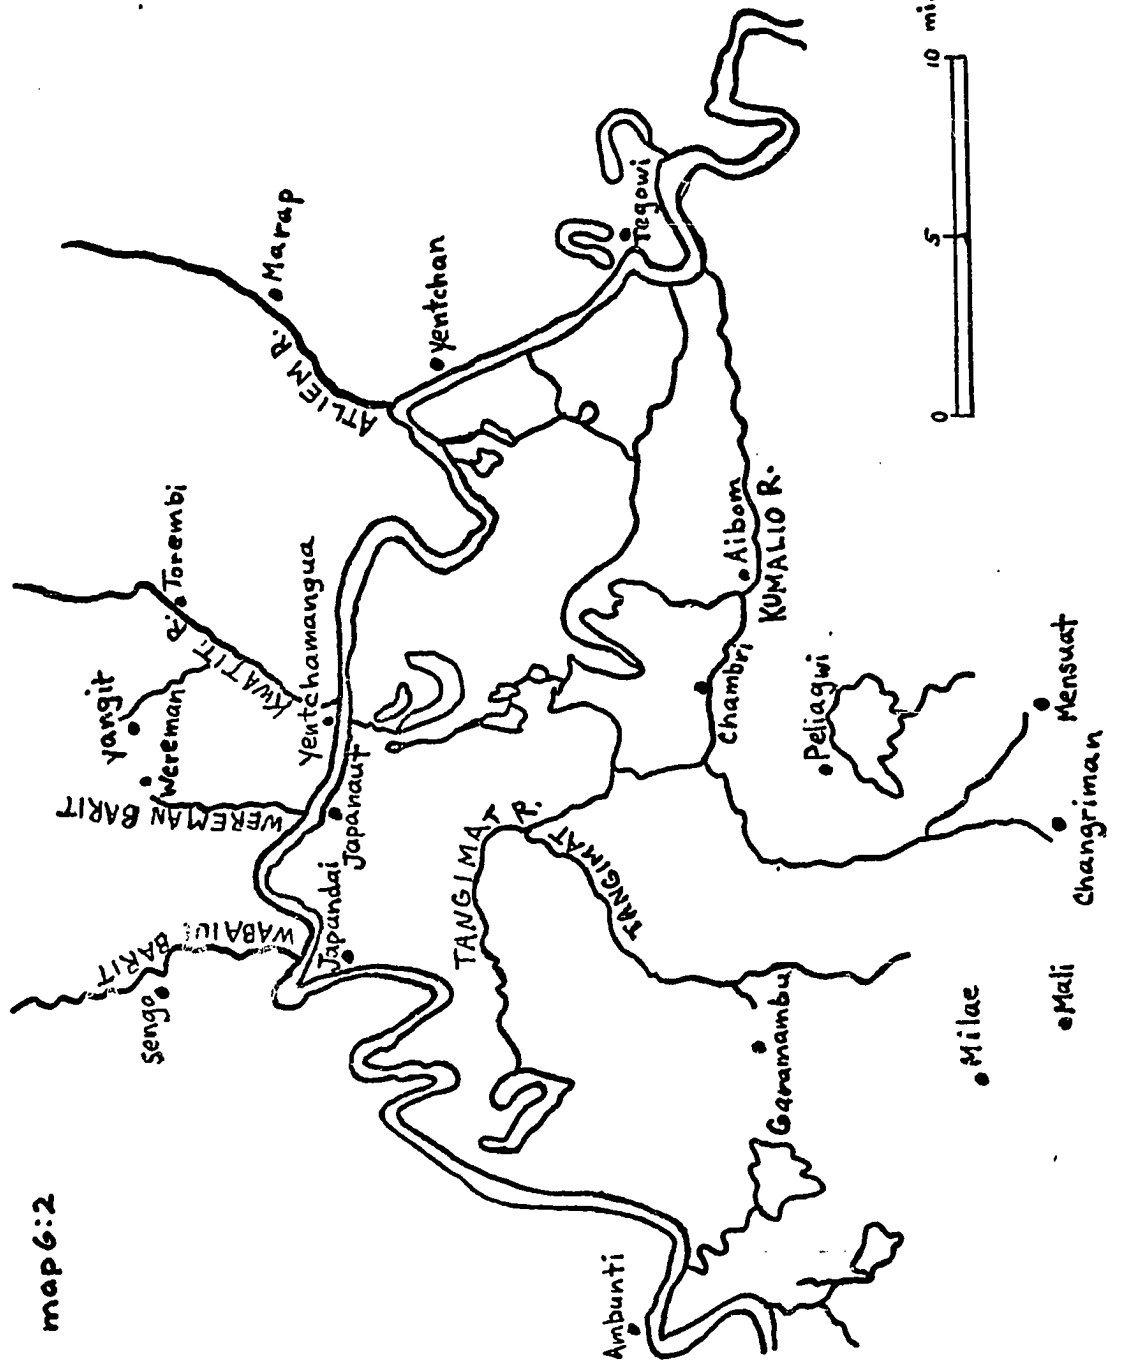 map 6:2
Sengo
WABAIU BARIT
yangit
Wereman
WEREMAN BARIT
KWATIT R.
Torembi
ATLIEM R.
Marap
Yentchamangua
Japandai
Japanaut
Yentchan
TANGIMAT R.
TANGIMAT
Ambunti
Tegowi
Garamambu
Chambri
Aibom
KUMALIO R.
Peliagwi
Milae
Mali
Changriman
Mensuat
0 5 10 mi.